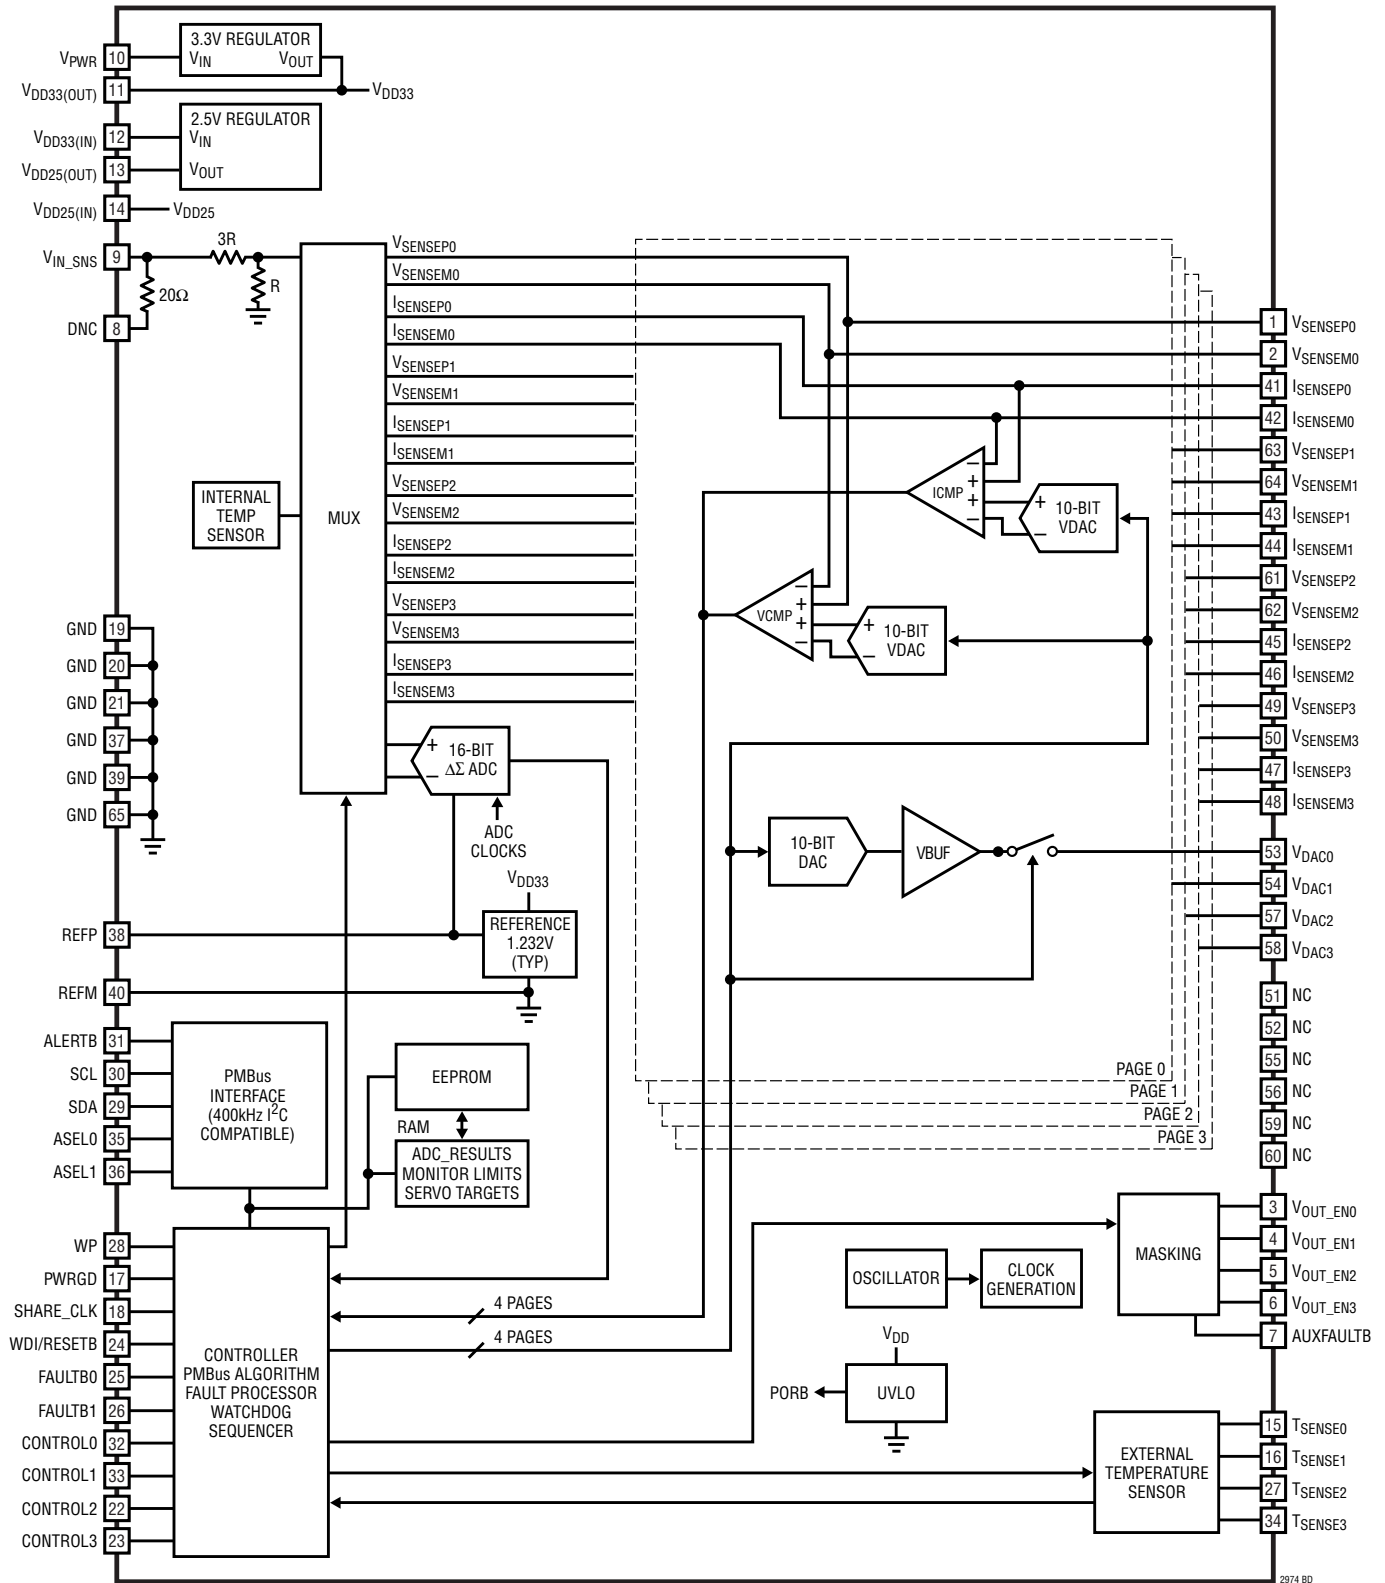 3.3V REGULATOR
VIN VOUT
VPWR 10
VDD33(OUT) 11
VDD33
2.5V REGULATOR
VIN
VOUT
VDD33(IN) 12
VDD25(OUT) 13
VDD25(IN) 14
VDD25
VIN_SNS 9
3R
R
20Ω
DNC 8
INTERNAL
TEMP
SENSOR
MUX
VSENSEP0
VSENSEM0
ISENSEP0
ISENSEM0
VSENSEP1
VSENSEM1
ISENSEP1
ISENSEM1
VSENSEP2
VSENSEM2
ISENSEP2
ISENSEM2
VSENSEP3
VSENSEM3
ISENSEP3
ISENSEM3
+
16-BIT
ΔΣ ADC
–
ADC
CLOCKS
VDD33
REFERENCE
1.232V
(TYP)
GND 19
GND 20
GND 21
GND 37
GND 39
GND 65
REFP 38
REFM 40
ALERTB 31
SCL 30
SDA 29
ASEL0 35
ASEL1 36
PMBus
INTERFACE
(400kHz I2C
COMPATIBLE)
EEPROM
RAM
ADC_RESULTS
MONITOR LIMITS
SERVO TARGETS
WP 28
PWRGD 17
SHARE_CLK 18
WDI/RESETB 24
FAULTB0 25
FAULTB1 26
CONTROL0 32
CONTROL1 33
CONTROL2 22
CONTROL3 23
CONTROLLER
PMBus ALGORITHM
FAULT PROCESSOR
WATCHDOG
SEQUENCER
4 PAGES
4 PAGES
–
+
ICMP
+
–
+
10-BIT
VDAC
–
–
+
VCMP
+
–
+
10-BIT
VDAC
–
10-BIT
DAC
VBUF
PAGE 0
PAGE 1
PAGE 2
PAGE 3
OSCILLATOR
CLOCK
GENERATION
VDD
UVLO
PORB
MASKING
EXTERNAL
TEMPERATURE
SENSOR
1 VSENSEP0
2 VSENSEM0
41 ISENSEP0
42 ISENSEM0
63 VSENSEP1
64 VSENSEM1
43 ISENSEP1
44 ISENSEM1
61 VSENSEP2
62 VSENSEM2
45 ISENSEP2
46 ISENSEM2
49 VSENSEP3
50 VSENSEM3
47 ISENSEP3
48 ISENSEM3
53 VDAC0
54 VDAC1
57 VDAC2
58 VDAC3
51 NC
52 NC
55 NC
56 NC
59 NC
60 NC
3 VOUT_EN0
4 VOUT_EN1
5 VOUT_EN2
6 VOUT_EN3
7 AUXFAULTB
15 TSENSE0
16 TSENSE1
27 TSENSE2
34 TSENSE3
2974 BD